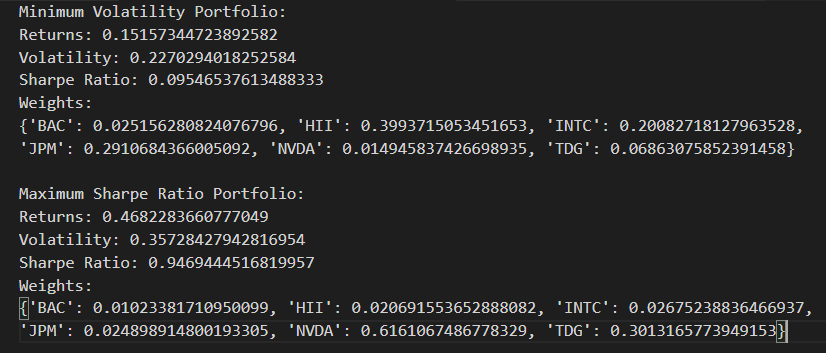 Minimum Volatility Portfolio:
Returns: 0.15157344723892582
Volatility: 0.2270294018252584
Sharpe Ratio: 0.09546537613488333
Weights:
{'BAC': 0.025156280824076796, 'HII': 0.3993715053451653, 'INTC': 0.20082718127963528,
'JPM': 0.2910684366005092, 'NVDA': 0.014945837426698935, 'TDG': 0.06863075852391458}
Maximum Sharpe Ratio Portfolio:
Returns: 0.4682283660777049
Volatility: 0.35728427942816954
Sharpe Ratio: 0.9469444516819957
Weights:
{'BAC': 0.01023381710950099, 'HII': 0.020691553652888082, 'INTC': 0.02675238836466937,
'JPM': 0.024898914800193305, 'NVDA': 0.6161067486778329, 'TDG': 0.3013165773949153}